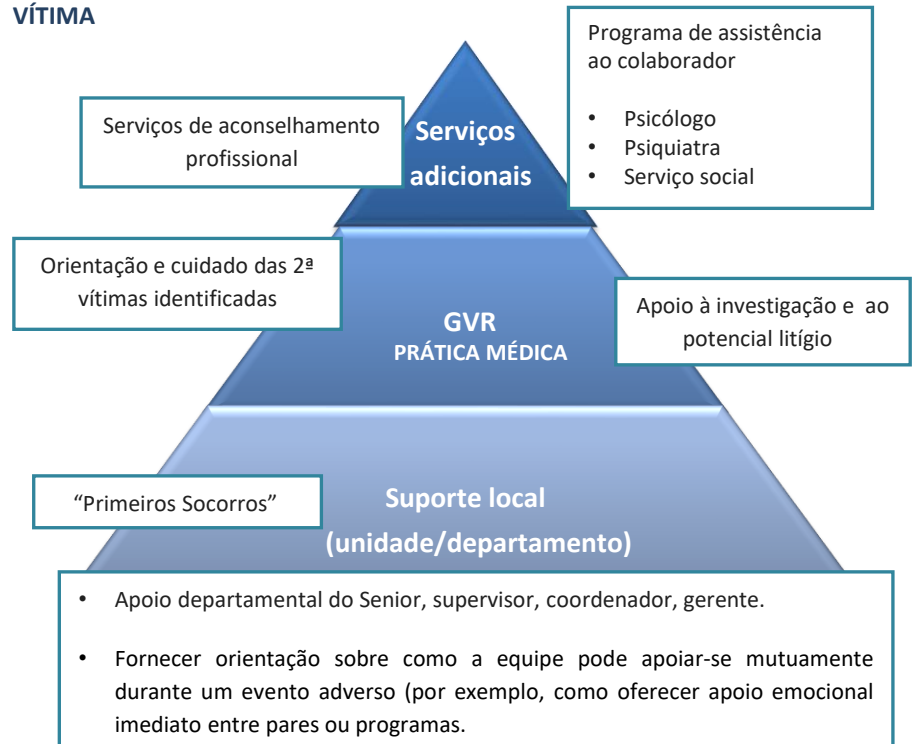 VÍTIMA
Programa de assistência
ao colaborador
• Psicólogo
• Psiquiatra
• Serviço social
Serviços de aconselhamento
profissional
Serviços
adicionais
Orientação e cuidado das 2ª
vítimas identificadas
GVR
PRÁTICA MÉDICA
Apoio à investigação e ao
potencial litígio
“Primeiros Socorros”
Suporte local
(unidade/departamento)
• Apoio departamental do Senior, supervisor, coordenador, gerente.
• Fornecer orientação sobre como a equipe pode apoiar-se mutuamente
durante um evento adverso (por exemplo, como oferecer apoio emocional
imediato entre pares ou programas.